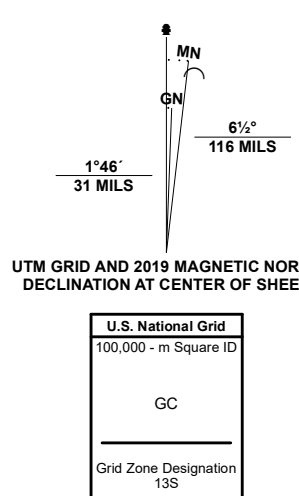 MN
GN
6½°
116 MILS
1°46´
31 MILS
UTM GRID AND 2019 MAGNETIC NOR
DECLINATION AT CENTER OF SHEE
U.S. National Grid
100,000 - m Square ID
GC
Grid Zone Designation
13S